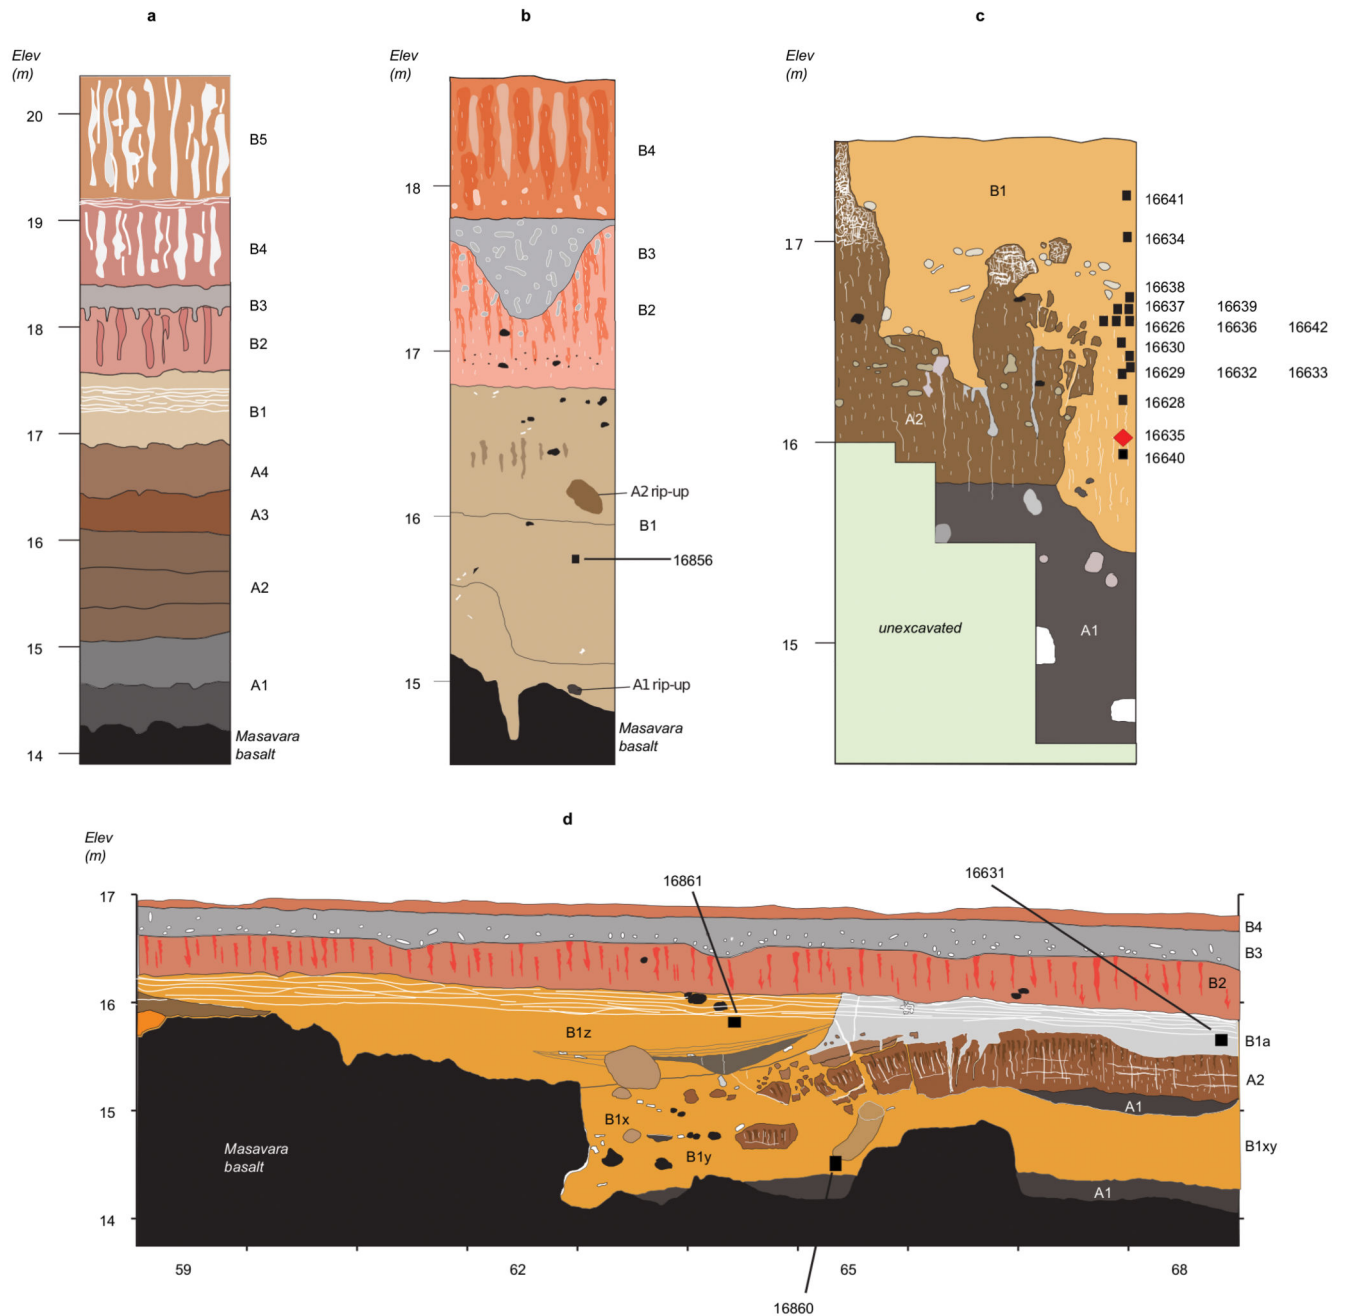 a
b
c
Elev
(m)
20
19
18
17
16
15
14
B5
B4
B3
B2
B1
A4
A3
A2
A1
Masavara
basalt
Elev
(m)
18
17
16
15
B4
B3
B2
A2 rip-up
B1
16856
A1 rip-up
Masavara
basalt
Elev
(m)
17
16
15
B1
A2
unexcavated
A1
16641
16634
16638
16637 16639
16626 16636 16642
16630
16629 16632 16633
16628
16635
16640
d
Elev
(m)
17
16
15
14
16861
16631
B4
B3
B2
B1z
B1a
A2
A1
B1x
B1y
B1xy
Masavara
basalt
A1
59 62 65 68
16860